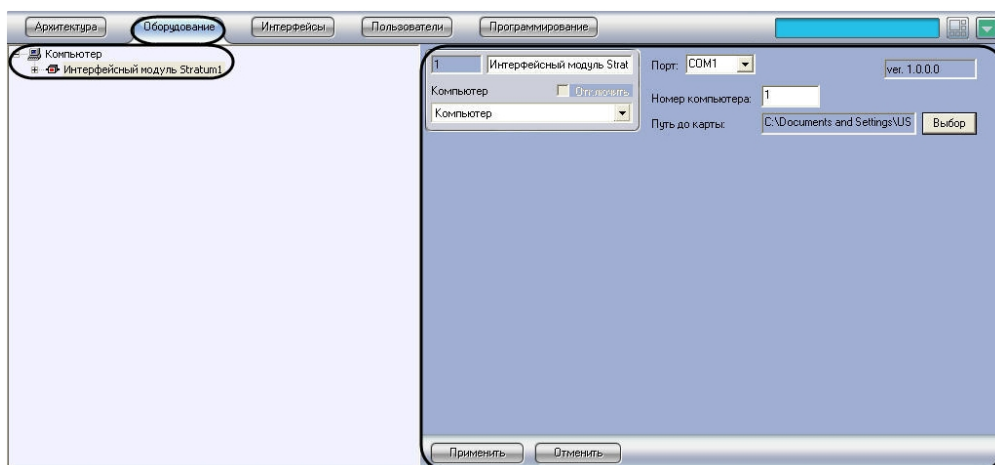 Архитектура Оборудование Интерфейсы Пользователи Программирование
Компьютер
Интерфейсный модуль Stratum1
1 Интерфейсный модуль Strat
Компьютер Отключить
Компьютер
Порт: COM1 ver. 1.0.0.0
Номер компьютера: 1
Путь до карты: C:\Documents and Settings\US Выбор
Применить Отменить